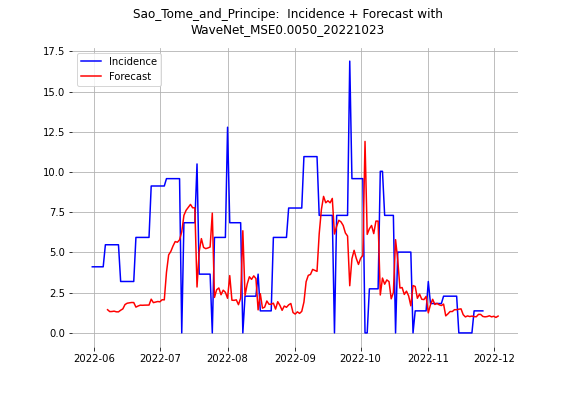 Sao_Tome_and_Principe:  Incidence + Forecast with
WaveNet_MSE0.0050_20221023
Incidence
Forecast
17.5
15.0
12.5
10.0
7.5
5.0
2.5
0.0
2022-06 2022-07 2022-08 2022-09 2022-10 2022-11 2022-12